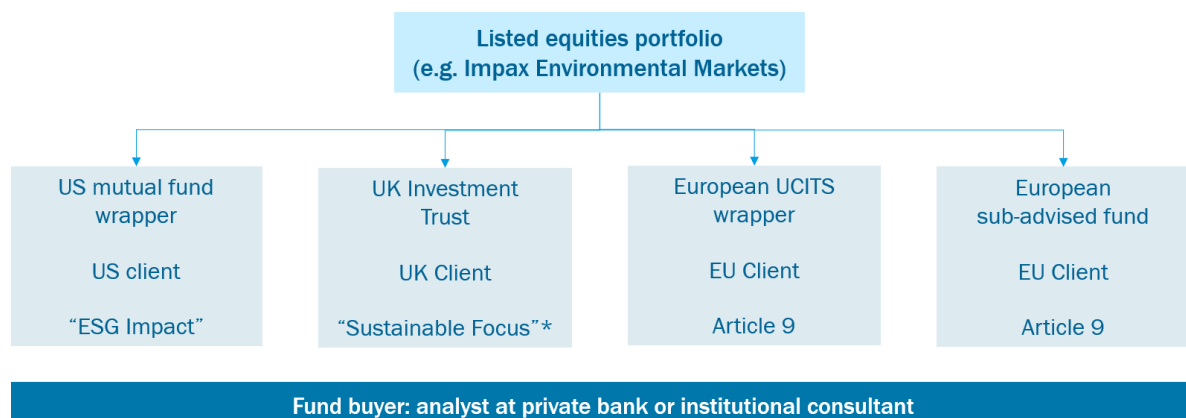 Listed equities portfolio
(e.g. Impax Environmental Markets)
US mutual fund
wrapper
US client
“ESG Impact”
UK Investment
Trust
UK Client
“Sustainable Focus”*
European UCITS
wrapper
EU Client
Article 9
European
sub-advised fund
EU Client
Article 9
Fund buyer: analyst at private bank or institutional consultant